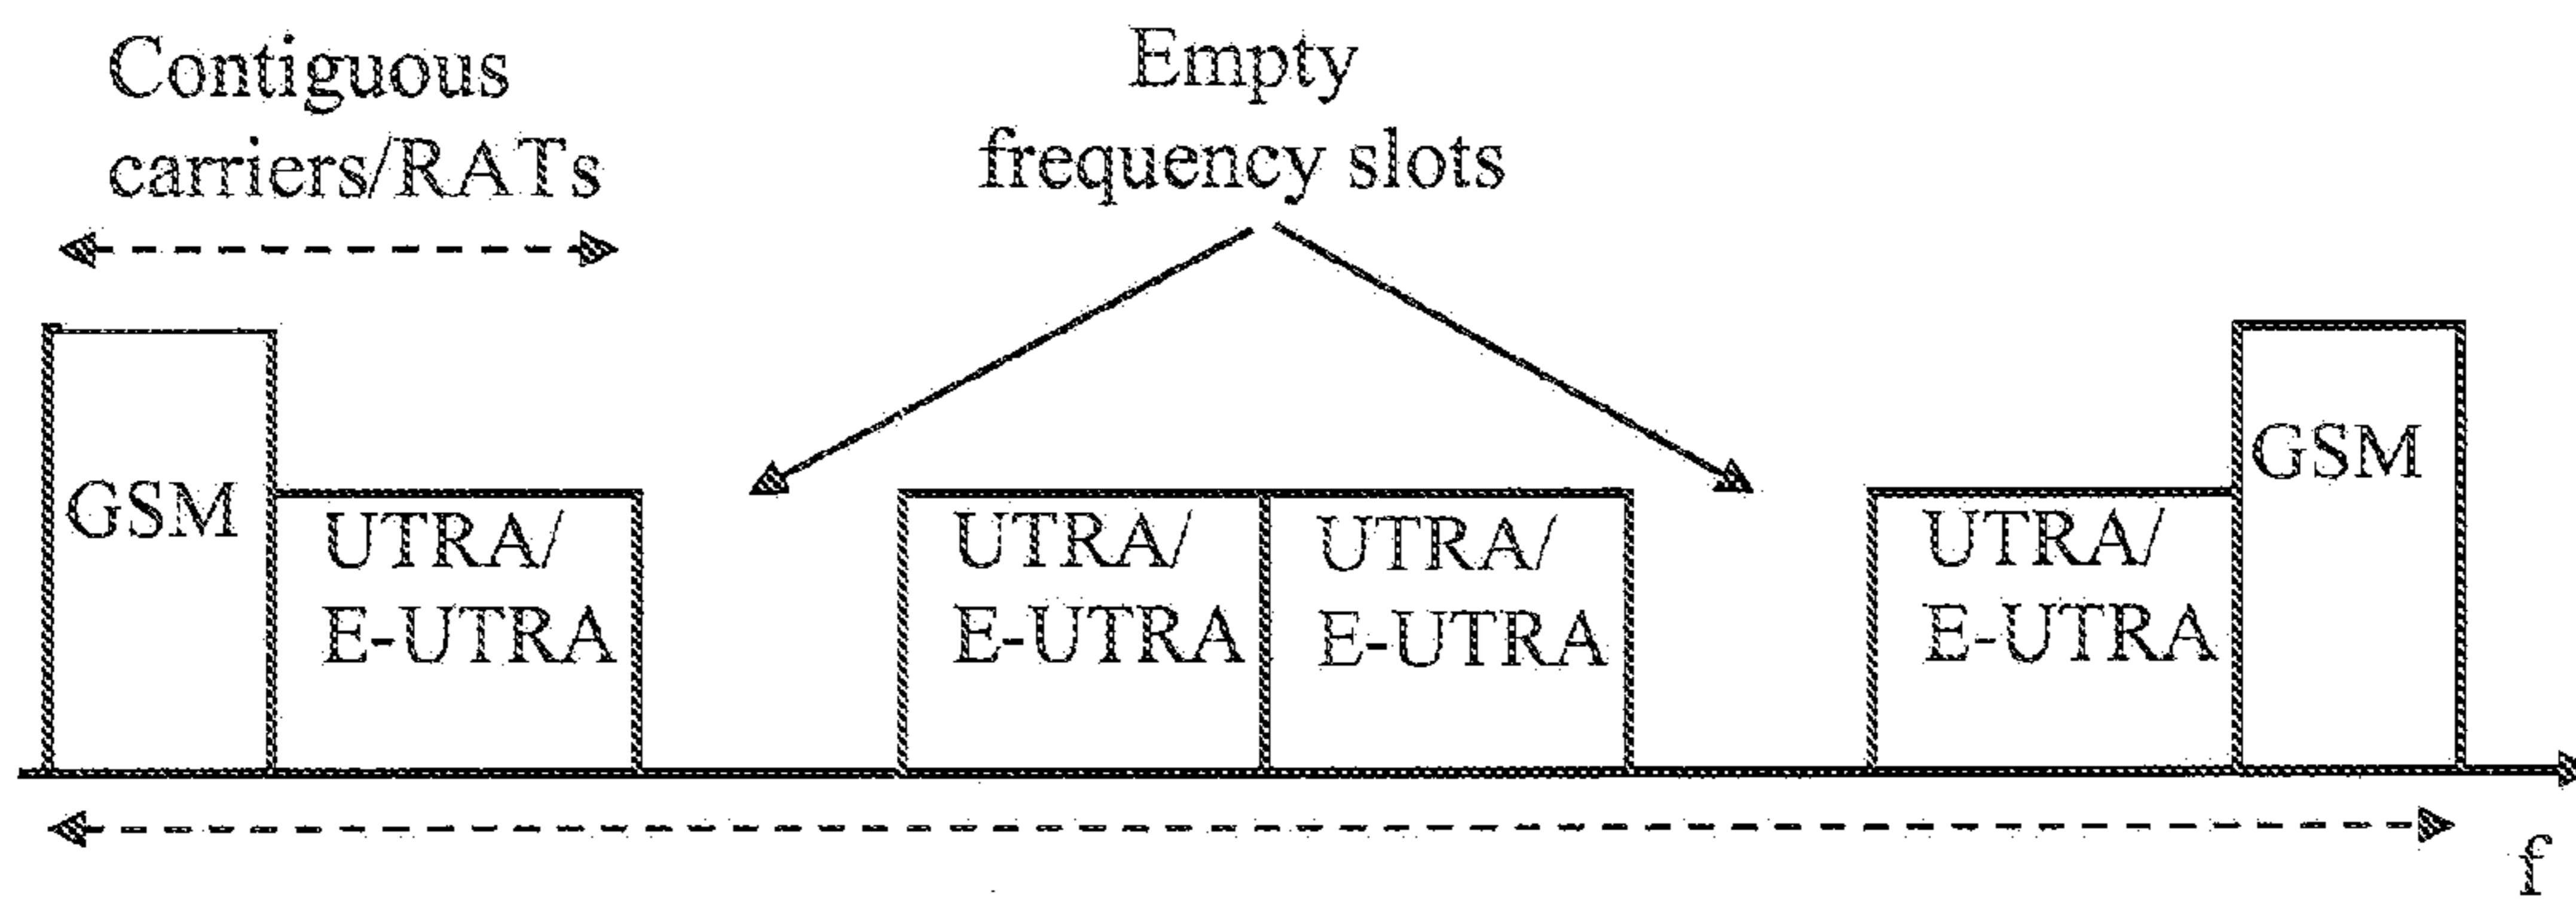 Contiguous
carriers/RATs
Empty
frequency slots
GSM
UTRA/
E-UTRA
UTRA/
E-UTRA
UTRA/
E-UTRA
UTRA/
E-UTRA
GSM
f